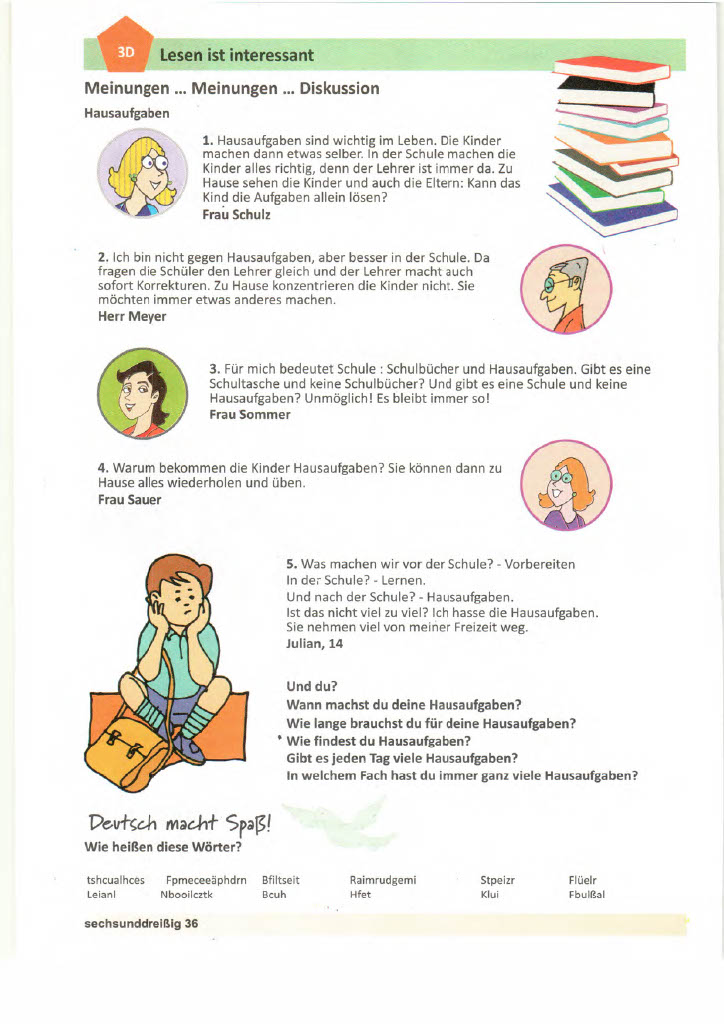 3D
Lesen ist interessant
Meinungen ... Meinungen ... Diskussion
Hausaufgaben
1. Hausaufgaben sind wichtig im Leben. Die Kinder
machen dann etwas selber. In der Schule machen die
Kinder alles richtig, denn der Lehrer ist immer da. Zu
Hause sehen die Kinder und auch die Eltern: Kann das
Kind die Aufgaben allein lösen?
Frau Schulz
2. Ich bin nicht gegen Hausaufgaben, aber besser in der Schule. Da
fragen die Schüler den Lehrer gleich und der Lehrer macht auch
sofort Korrekturen. Zu Hause konzentrieren die Kinder nicht. Sie
möchten immer etwas anderes machen.
Herr Meyer
3. Für mich bedeutet Schule : Schulbücher und Hausaufgaben. Gibt es eine
Schultasche und keine Schulbücher? Und gibt es eine Schule und keine
Hausaufgaben? Unmöglich! Es bleibt immer so!
Frau Sommer
4. Warum bekommen die Kinder Hausaufgaben? Sie können dann zu
Hause alles wiederholen und üben.
Frau Sauer
5. Was machen wir vor der Schule? - Vorbereiten
In der Schule? - Lernen.
Und nach der Schule? - Hausaufgaben.
Ist das nicht viel zu viel? Ich hasse die Hausaufgaben.
Sie nehmen viel von meiner Freizeit weg.
Julian, 14
Und du?
Wann machst du deine Hausaufgaben?
Wie lange brauchst du für deine Hausaufgaben?
* Wie findest du Hausaufgaben?
Gibt es jeden Tag viele Hausaufgaben?
In welchem Fach hast du immer ganz viele Hausaufgaben?
Deutsch macht Spaß!
Wie heißen diese Wörter?
tshcualhces Fpmeceeäphdrn Bfiltseit Raimrudgemi Stpeizr Flüelr
Leianl Nbooilcztk Bcuh Hfet Klui Fbulßal
sechsunddreißig 36